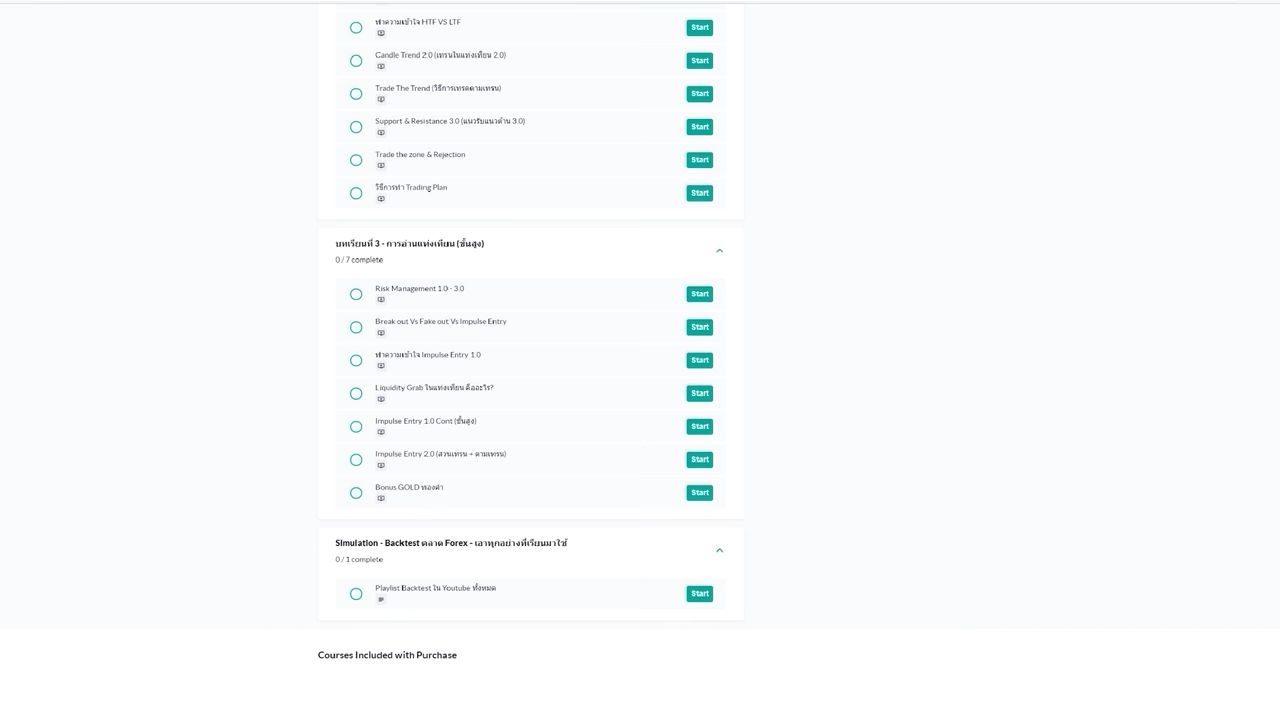 ทำความเข้าใจ HTF VS LTF
Start
Candle Trend 2.0 (เทรนในแท่งเทียน 2.0)
Start
Trade The Trend (วิธีการเทรดตามเทรน)
Start
Support & Resistance 3.0 (แนวรับแนวต้าน 3.0)
Start
Trade the zone & Rejection
Start
วิธีการทำ Trading Plan
Start
บทเรียนที่ 3 - การอ่านแท่งเทียน (ขั้นสูง)
0 / 7 complete
Risk Management 1.0 - 3.0
Start
Break out Vs Fake out Vs Impulse Entry
Start
ทำความเข้าใจ Impulse Entry 1.0
Start
Liquidity Grab ในแท่งเทียน คืออะไร?
Start
Impulse Entry 1.0 Cont (ขั้นสูง)
Start
Impulse Entry 2.0 (สวนเทรน + ตามเทรน)
Start
Bonus GOLD ทองคำ
Start
Simulation - Backtest ตลาด Forex - เอาทุกอย่างที่เรียนมาใช้
0 / 1 complete
Playlist Backtest ใน Youtube ทั้งหมด
Start
Courses Included with Purchase